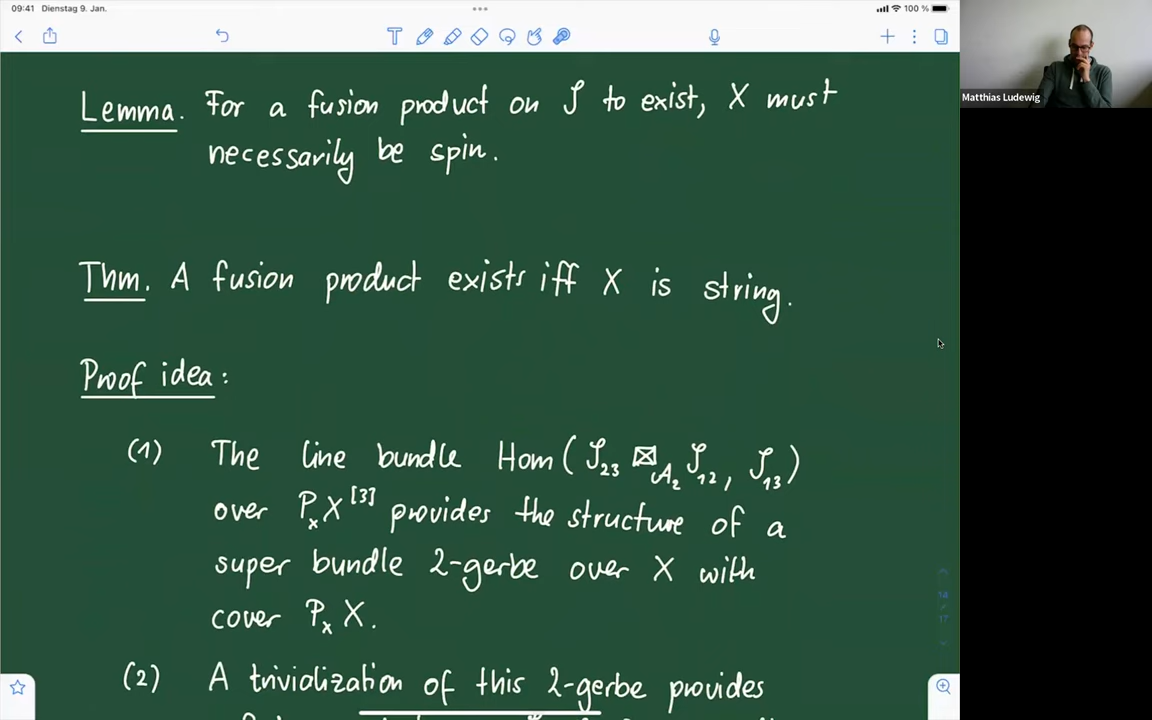 09:41 Dienstag 9. Jan.
100 %
Matthias Ludewig
Lemma. For a fusion product on 𝒮 to exist, X must
necessarily be spin.
Thm. A fusion product exists iff X is string.
Proof idea:
(1) The line bundle Hom(𝒮₂₃ ⊠_𝒜₂ 𝒮₁₂, 𝒮₁₃)
over PₓX^[3] provides the structure of a
super bundle 2-gerbe over X with
cover PₓX.
(2) A trivialization of this 2-gerbe provides
14
17